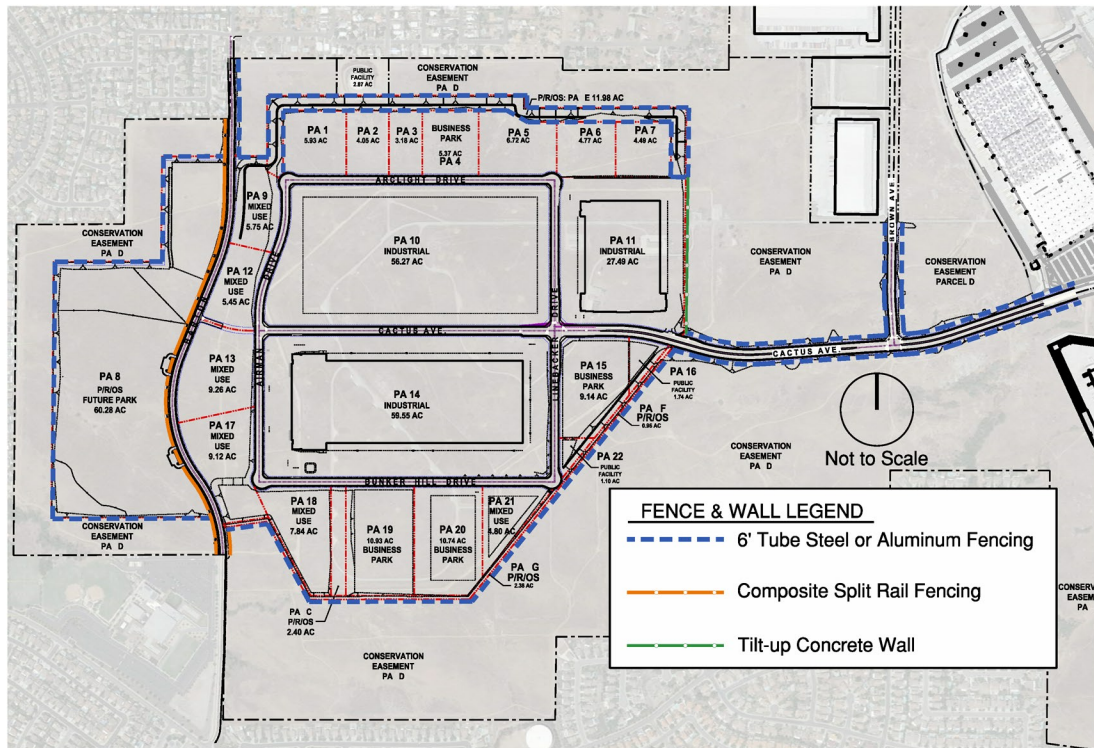 PUBLIC
FACILITY
2.87 AC
CONSERVATION
EASEMENT
PA D
P/R/OS: PA E 11.98 AC
PA 1
5.93 AC
PA 2
4.05 AC
PA 3
3.18 AC
BUSINESS
PARK
5.37 AC
PA 4
PA 5
6.72 AC
PA 6
4.77 AC
PA 7
4.49 AC
ARCLIGHT DRIVE
PA 9
MIXED
USE
5.75 AC
CONSERVATION
EASEMENT
PA D
PA 10
INDUSTRIAL
56.27 AC
PA 11
INDUSTRIAL
27.49 AC
CONSERVATION
EASEMENT
PA D
BROWN AVE.
CONSERVATION
EASEMENT
PARCEL D
PA 12
MIXED
USE
5.45 AC
DRIVE
DRIVE
CACTUS AVE.
CACTUS AVE.
PA 8
P/R/OS
FUTURE PARK
60.28 AC
PA 13
MIXED
USE
9.26 AC
AIRMAN
PA 14
INDUSTRIAL
59.55 AC
LINEBACKER
PA 15
BUSINESS
PARK
9.14 AC
PA 16
PUBLIC
FACILITY
1.74 AC
PA F
P/R/OS
0.95 AC
PA 17
MIXED
USE
9.12 AC
PA 22
PUBLIC
FACILITY
1.10 AC
CONSERVATION
EASEMENT
PA D
Not to Scale
BUNKER HILL DRIVE
PA 18
MIXED
USE
7.84 AC
PA 19
10.93 AC
BUSINESS
PARK
PA 20
10.74 AC
BUSINESS
PARK
PA 21
MIXED
USE
4.80 AC
PA G
P/R/OS
2.36 AC
CONSERVATION
EASEMENT
PA D
PA C
P/R/OS
2.40 AC
CONSERVATION
EASEMENT
PA D
FENCE & WALL LEGEND
6' Tube Steel or Aluminum Fencing
Composite Split Rail Fencing
Tilt-up Concrete Wall
EASEMENT
PA